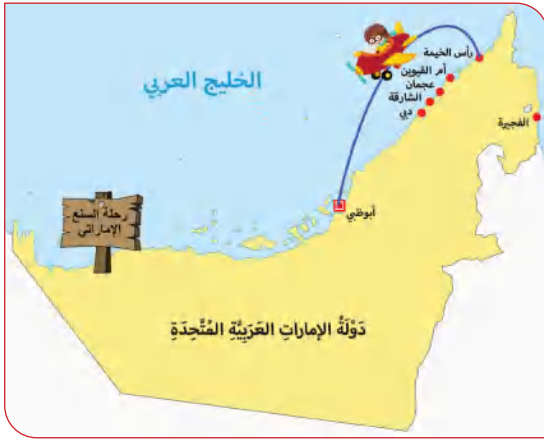 رأس الخيمة
أم القيوين
عجمان
الشارقة
دبي
الخليج العربي
الفجيرة
أبوظبي
رحلة السنع
الإماراتي
دَوْلَةُ الإماراتِ العَرَبِيَّةِ المُتَّحِدَةِ